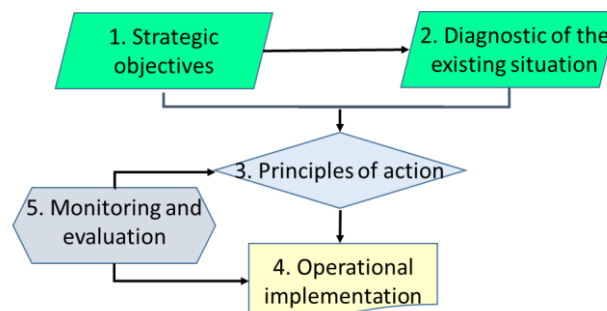 1. Strategic
objectives
2. Diagnostic of the
existing situation
3. Principles of action
5. Monitoring and
evaluation
4. Operational
implementation